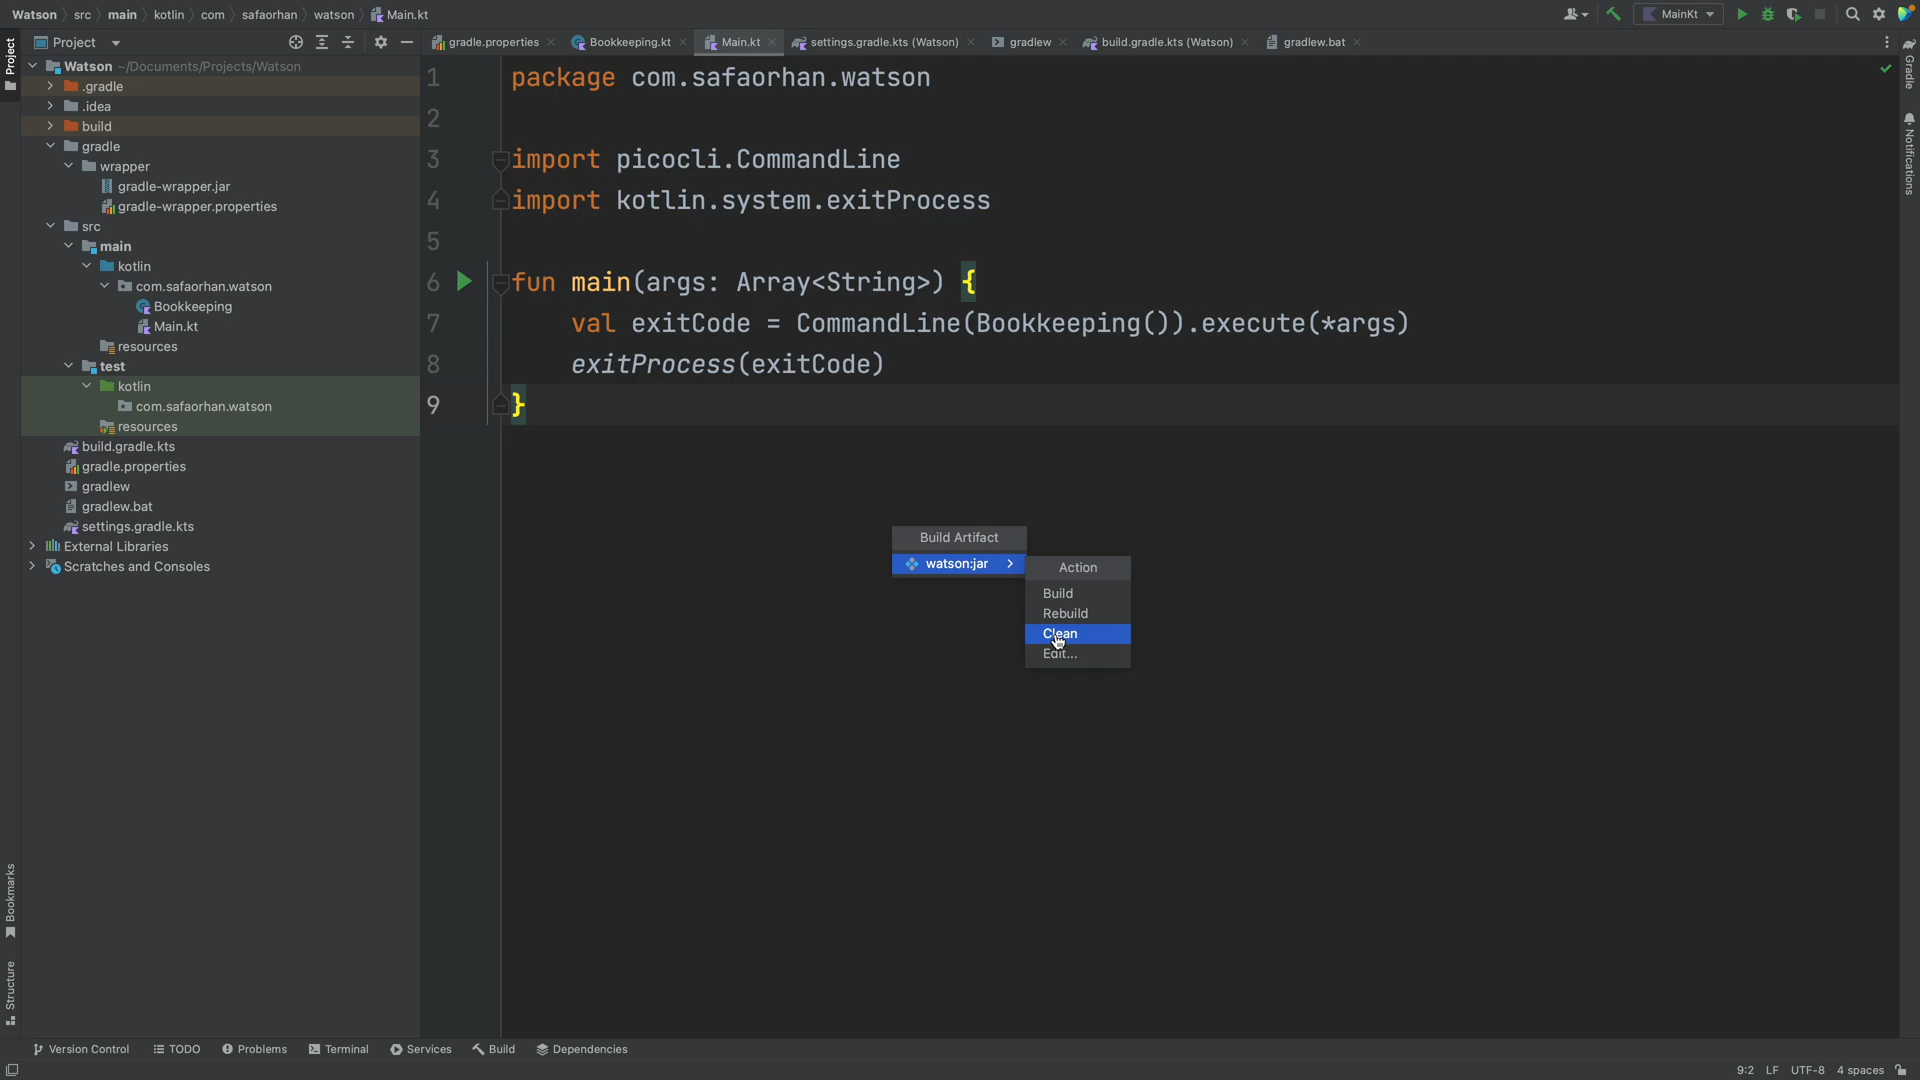 Watson src main kotlin com safaorhan watson Main.kt
MainKt
Project
gradle.properties Bookkeeping.kt Main.kt settings.gradle.kts (Watson) gradlew build.gradle.kts (Watson) gradlew.bat
Project
Watson ~/Documents/Projects/Watson
.gradle
.idea
build
gradle
wrapper
gradle-wrapper.jar
gradle-wrapper.properties
src
main
kotlin
com.safaorhan.watson
Bookkeeping
Main.kt
resources
test
kotlin
com.safaorhan.watson
resources
build.gradle.kts
gradle.properties
gradlew
gradlew.bat
settings.gradle.kts
External Libraries
Scratches and Consoles
Bookmarks
Structure
1 package com.safaorhan.watson
2
3 import picocli.CommandLine
4 import kotlin.system.exitProcess
5
6 fun main(args: Array<String>) {
7 val exitCode = CommandLine(Bookkeeping()).execute(*args)
8 exitProcess(exitCode)
9 }
Build Artifact
watson:jar
Action
Build
Rebuild
Clean
Edit...
Gradle
Notifications
Version Control TODO Problems Terminal Services Build Dependencies
9:2 LF UTF-8 4 spaces